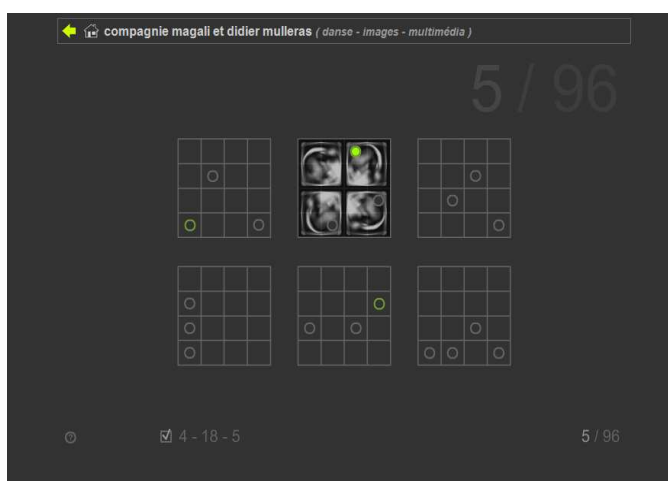 compagnie magali et didier mulleras ( danse - images - multimédia )
5 / 96
? 4 - 18 - 5 5 / 96